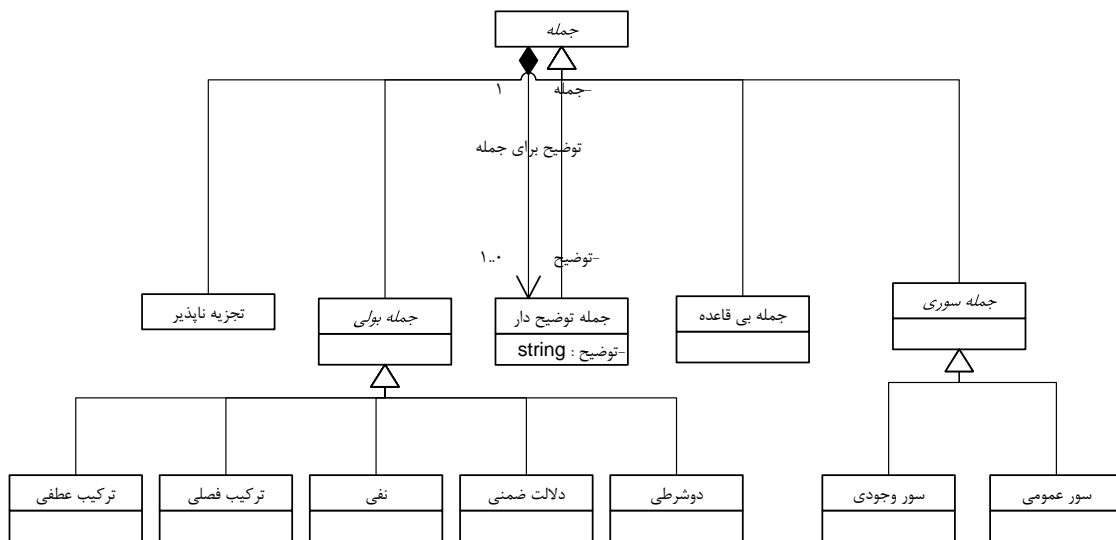 جمله
۱
-جمله
توضیح برای جمله
۱..۰
-توضیح
تجزیه ناپذیر
جمله بولی
جمله توضیح دار
-توضیح : string
جمله بی قاعده
جمله سوری
ترکیب عطفی
ترکیب فصلی
نفی
دلالت ضمنی
دوشرطی
سور وجودی
سور عمومی